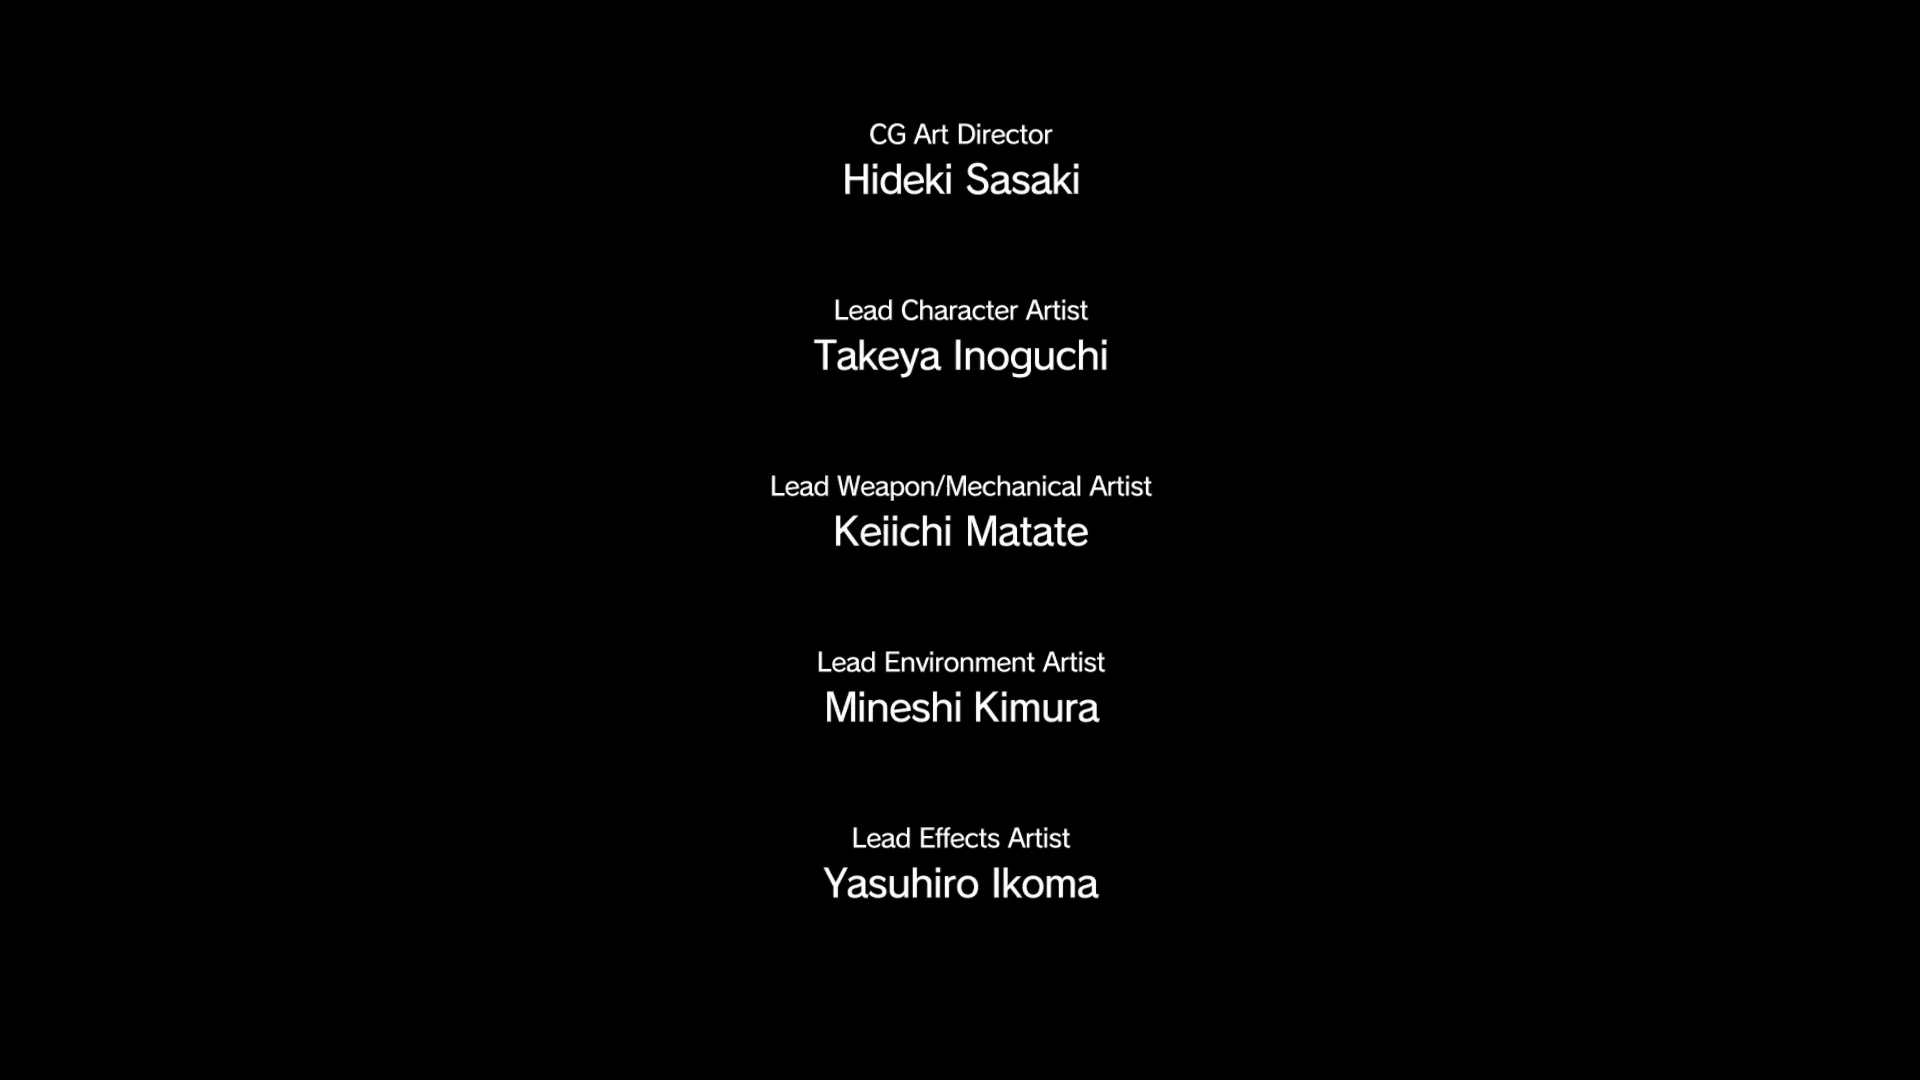 CG Art Director
Hideki Sasaki
Lead Character Artist
Takeya Inoguchi
Lead Weapon/Mechanical Artist
Keiichi Matate
Lead Environment Artist
Mineshi Kimura
Lead Effects Artist
Yasuhiro Ikoma